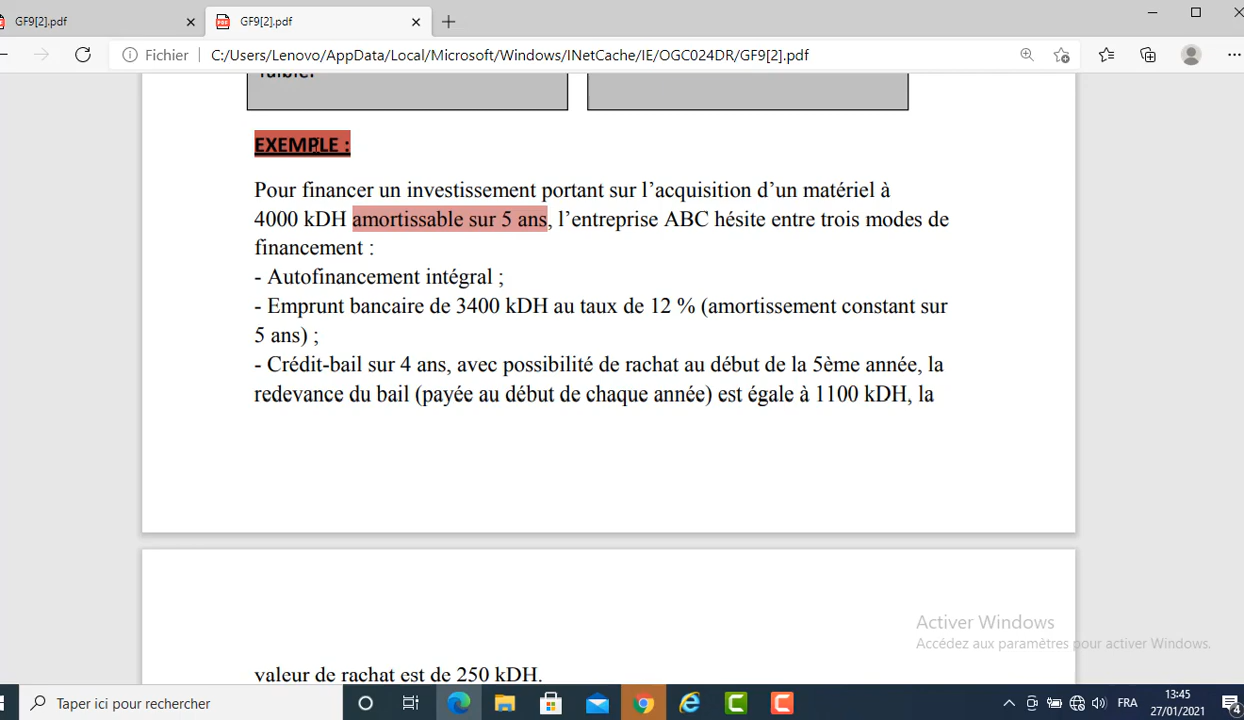 GF9[2].pdf
GF9[2].pdf
Fichier C:/Users/Lenovo/AppData/Local/Microsoft/Windows/INetCache/IE/OGC024DR/GF9[2].pdf
EXEMPLE :
Pour financer un investissement portant sur l'acquisition d'un matériel à
4000 kDH amortissable sur 5 ans, l'entreprise ABC hésite entre trois modes de
financement :
- Autofinancement intégral ;
- Emprunt bancaire de 3400 kDH au taux de 12 % (amortissement constant sur
5 ans) ;
- Crédit-bail sur 4 ans, avec possibilité de rachat au début de la 5ème année, la
redevance du bail (payée au début de chaque année) est égale à 1100 kDH, la
valeur de rachat est de 250 kDH.
Activer Windows
Accédez aux paramètres pour activer Windows.
Taper ici pour rechercher
FRA
13:45
27/01/2021
4